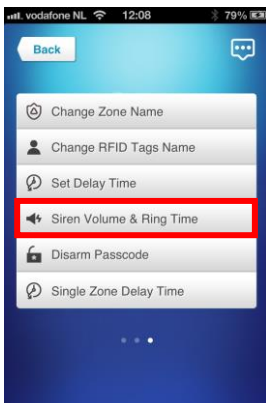 vodafone NL 12:08 79%
Back
Change Zone Name
Change RFID Tags Name
Set Delay Time
Siren Volume & Ring Time
Disarm Passcode
Single Zone Delay Time